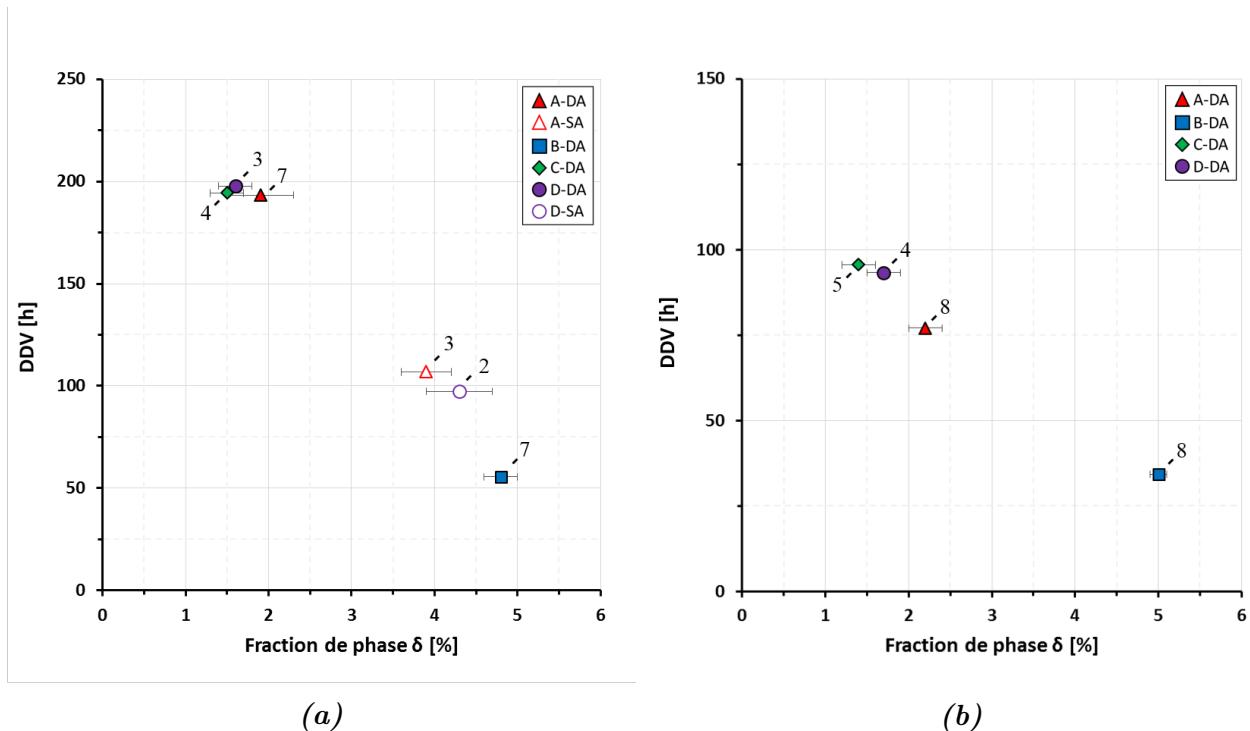 250
200
150
100
50
0
DDV [h]
0 1 2 3 4 5 6
Fraction de phase δ [%]
A-DA
A-SA
B-DA
C-DA
D-DA
D-SA
3
7
4
3
2
7
(a)
150
100
50
0
DDV [h]
0 1 2 3 4 5 6
Fraction de phase δ [%]
A-DA
B-DA
C-DA
D-DA
4
5
8
8
(b)